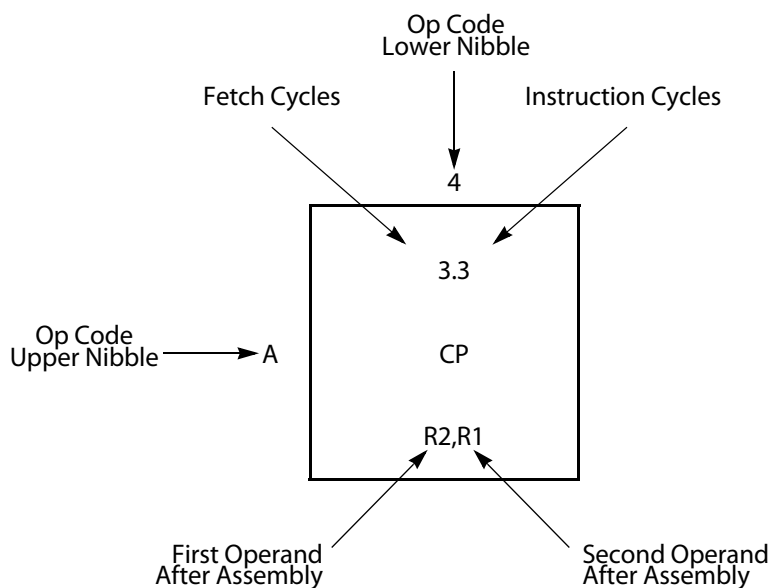 Op Code
Lower Nibble
Fetch Cycles
Instruction Cycles
4
3.3
Op Code
Upper Nibble
A
CP
R2,R1
First Operand
After Assembly
Second Operand
After Assembly